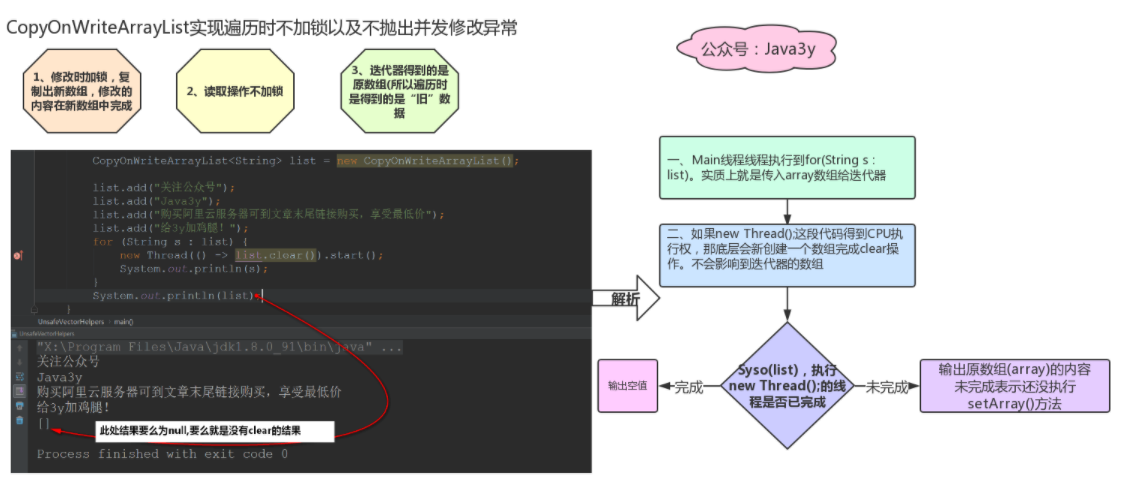 CopyOnWriteArrayList实现遍历时不加锁以及不抛出并发修改异常
公众号：Java3y
1、修改时加锁，复
制出新数组，修改的
内容在新数组中完成
2、读取操作不加锁
3、迭代器得到的是
原数组(所以遍历时
是得到的是“旧”数
据
CopyOnWriteArrayList<String> list = new CopyOnWriteArrayList();
list.add("关注公众号");
list.add("Java3y");
list.add("购买阿里云服务器可到文章末尾链接购买，享受最低价");
list.add("给3y加鸡腿！");
for (String s : list) {
new Thread(() -> list.clear()).start();
System.out.println(s);
}
System.out.println(list);
}
UnsafeVectorHelpers › main()
UnsafeVectorHelpers
"X:\Program Files\Java\jdk1.8.0_91\bin\java" ...
关注公众号
Java3y
购买阿里云服务器可到文章末尾链接购买，享受最低价
给3y加鸡腿！
[]
此处结果要么为null,要么就是没有clear的结果
Process finished with exit code 0
解析
一、Main线程线程执行到for(String s :
list)。实质上就是传入array数组给迭代器
二、如果new Thread();这段代码得到CPU执
行权，那底层会新创建一个数组完成clear操
作。不会影响到迭代器的数组
Syso(list)，执行
new Thread();的线
程是否已完成
完成
输出空值
未完成
输出原数组(array)的内容
未完成表示还没执行
setArray()方法